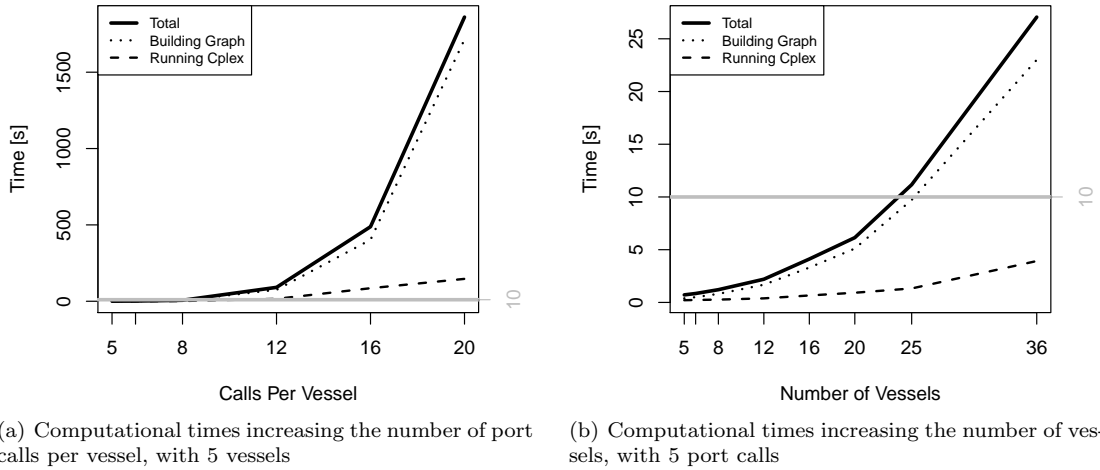 Total
Building Graph
Running Cplex
Time [s]
1500
1000
500
0
10
5
8
12
16
20
Calls Per Vessel
(a) Computational times increasing the number of port
calls per vessel, with 5 vessels
Total
Building Graph
Running Cplex
Time [s]
25
20
15
10
5
0
10
5
8
12
16
20
25
36
Number of Vessels
(b) Computational times increasing the number of ves-
sels, with 5 port calls